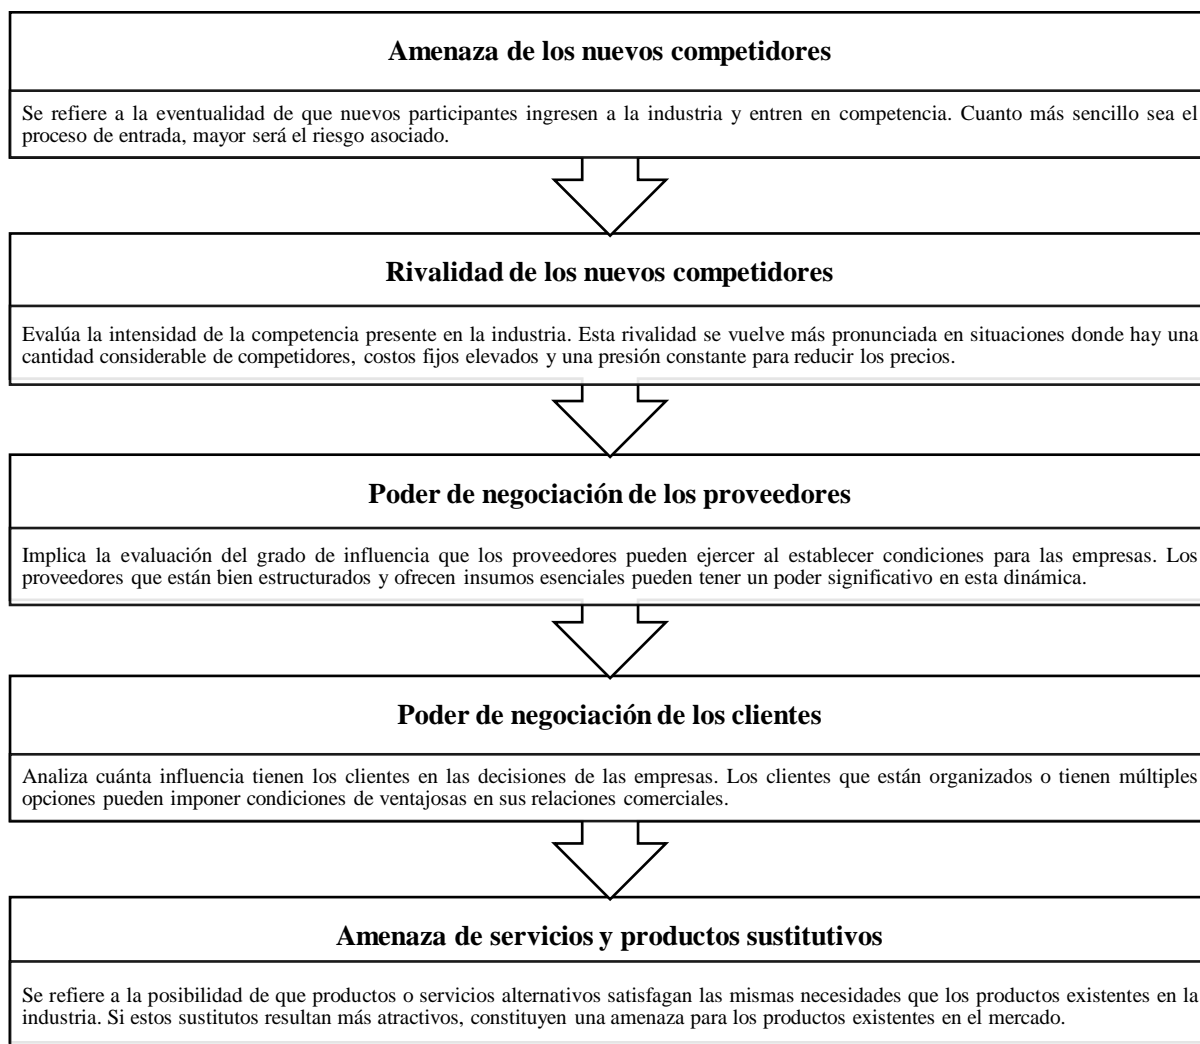 Amenaza de los nuevos competidores
Se refiere a la eventualidad de que nuevos participantes ingresen a la industria y entren en competencia. Cuanto más sencillo sea el
proceso de entrada, mayor será el riesgo asociado.
Rivalidad de los nuevos competidores
Evalúa la intensidad de la competencia presente en la industria. Esta rivalidad se vuelve más pronunciada en situaciones donde hay una
cantidad considerable de competidores, costos fijos elevados y una presión constante para reducir los precios.
Poder de negociación de los proveedores
Implica la evaluación del grado de influencia que los proveedores pueden ejercer al establecer condiciones para las empresas. Los
proveedores que están bien estructurados y ofrecen insumos esenciales pueden tener un poder significativo en esta dinámica.
Poder de negociación de los clientes
Analiza cuánta influencia tienen los clientes en las decisiones de las empresas. Los clientes que están organizados o tienen múltiples
opciones pueden imponer condiciones de ventajosas en sus relaciones comerciales.
Amenaza de servicios y productos sustitutivos
Se refiere a la posibilidad de que productos o servicios alternativos satisfagan las mismas necesidades que los productos existentes en la
industria. Si estos sustitutos resultan más atractivos, constituyen una amenaza para los productos existentes en el mercado.